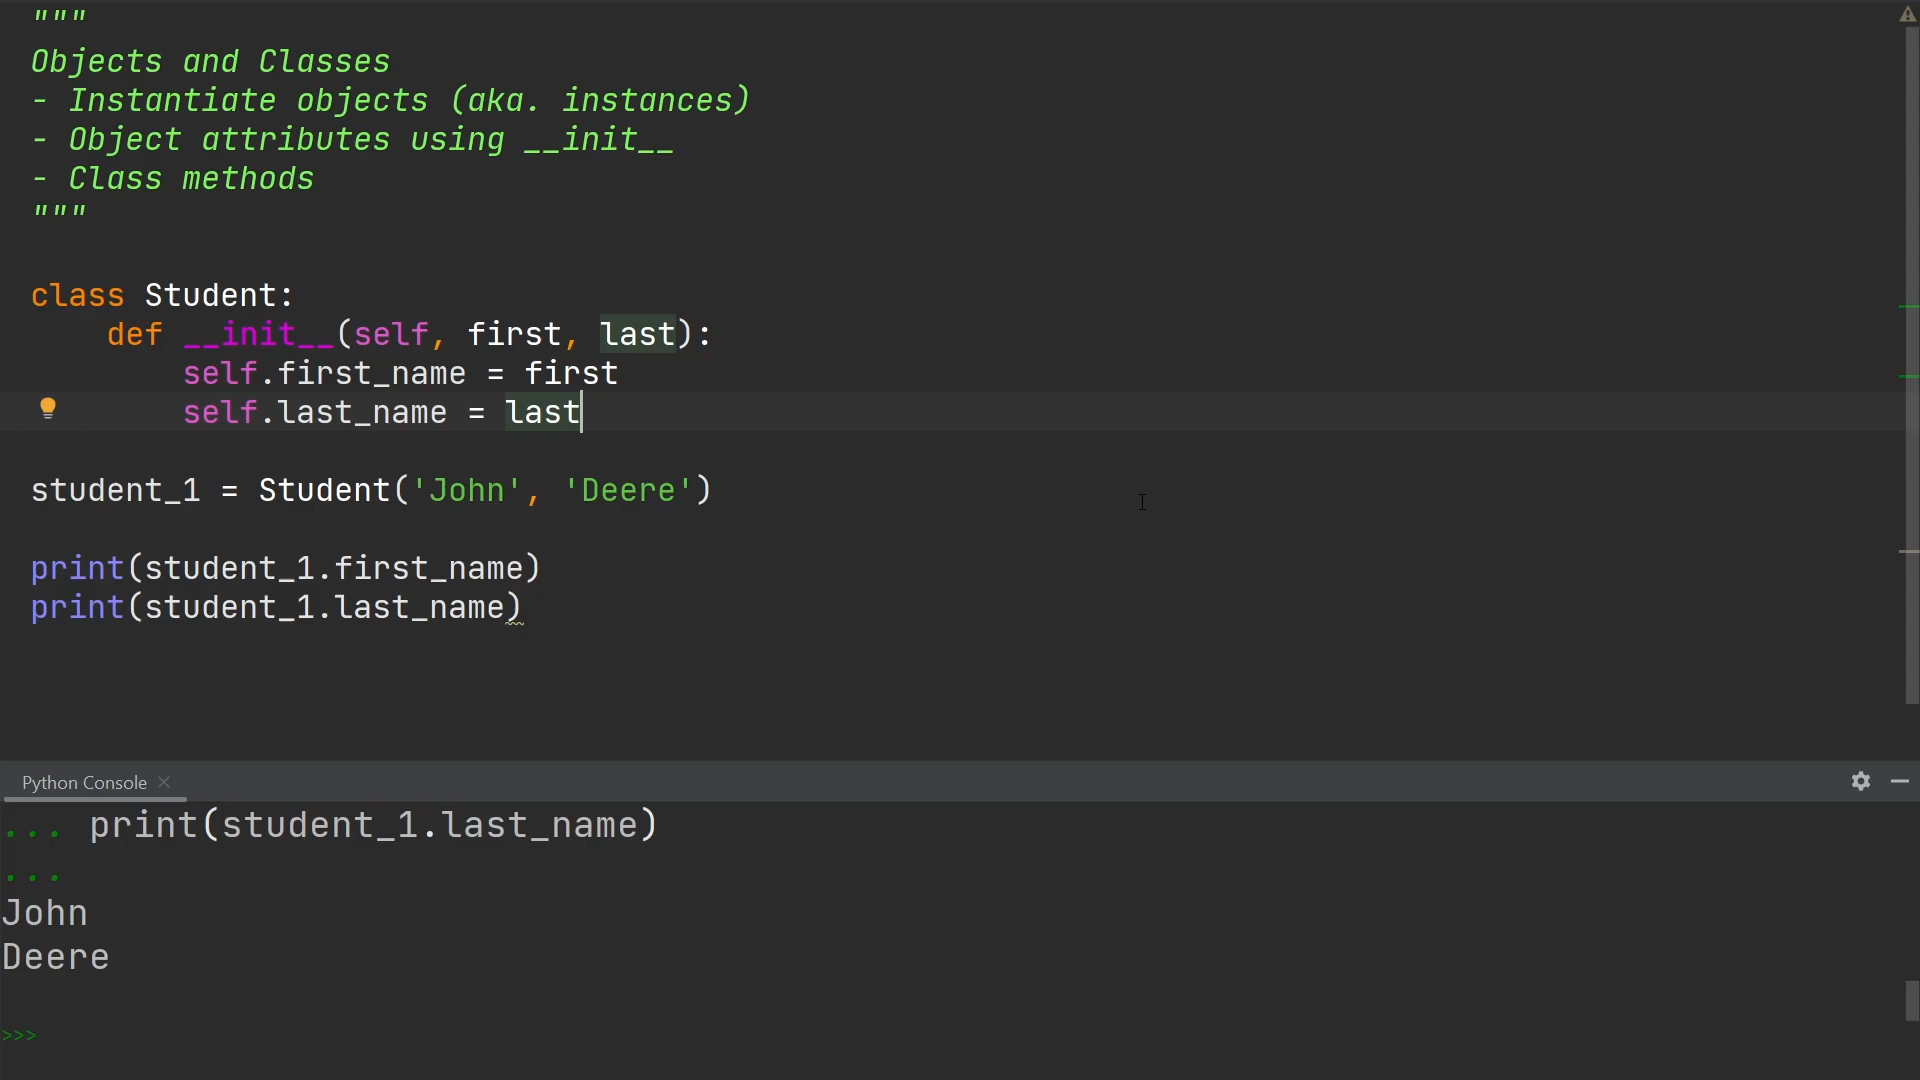 """
Objects and Classes
- Instantiate objects (aka. instances)
- Object attributes using __init__
- Class methods
"""
class Student:
    def __init__(self, first, last):
        self.first_name = first
        self.last_name = last
student_1 = Student('John', 'Deere')
print(student_1.first_name)
print(student_1.last_name)
Python Console
... print(student_1.last_name)
...
John
Deere
>>>